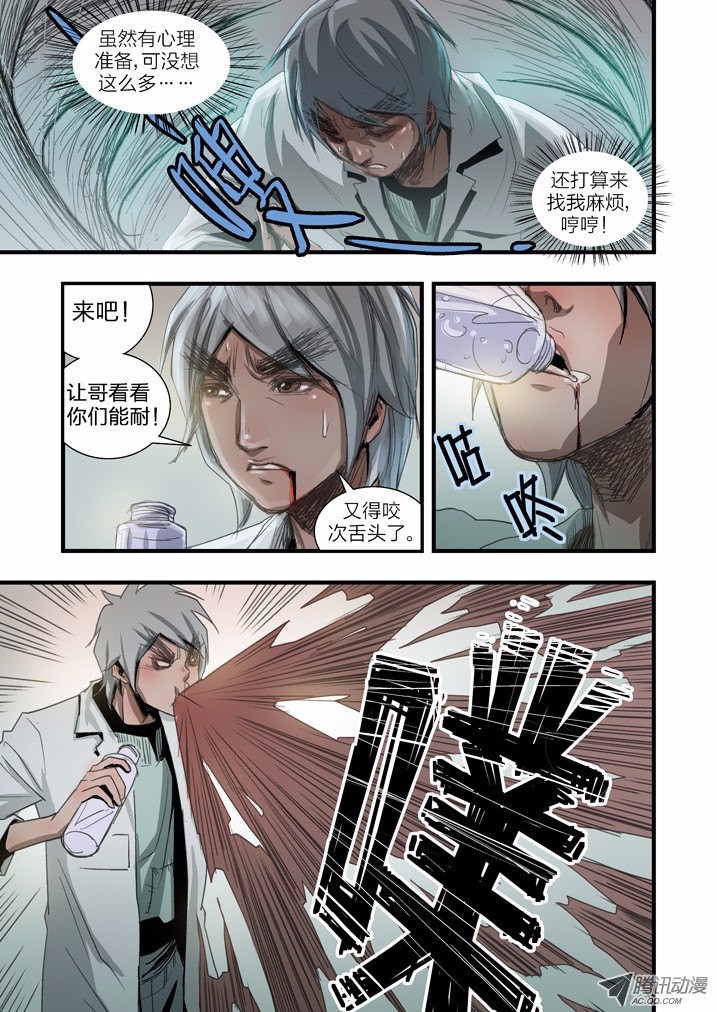 虽然有心理
准备,可没想
这么多……
还打算来
找我麻烦,
哼哼!
来吧!
让哥看看
你们能耐!
又得咬
次舌头了。
咕咚
噗
腾讯动漫
AC.QQ.COM